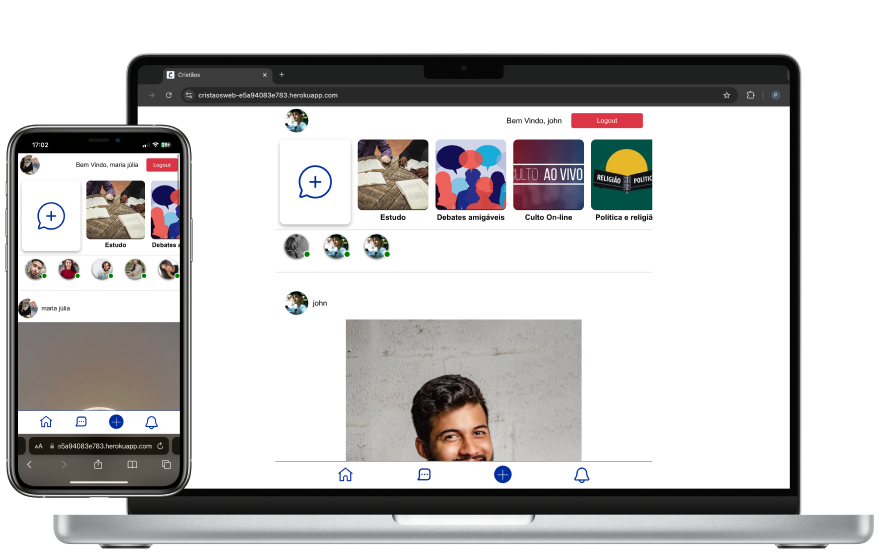 Cristãos
cristaosweb-e5a94083e783.herokuapp.com
P
Bem Vindo, john
Logout
CULTO AO VIVO
RELIGIÃO
POLÍTIC
Estudo
Debates amigáveis
Culto On-line
Política e religiã
john
17:02
Bem Vindo, maria júlia
Logout
Estudo
Debates a
maria júlia
AA
e5a94083e783.herokuapp.com